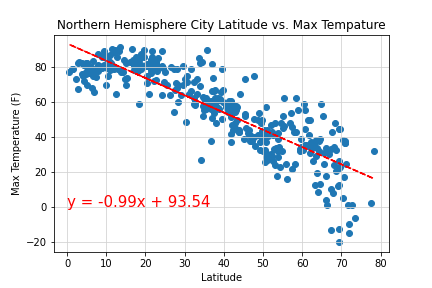 Northern Hemisphere City Latitude vs. Max Tempature
Max Temperature (F)
80
60
40
20
0
−20
y = -0.99x + 93.54
0 10 20 30 40 50 60 70 80
Latitude